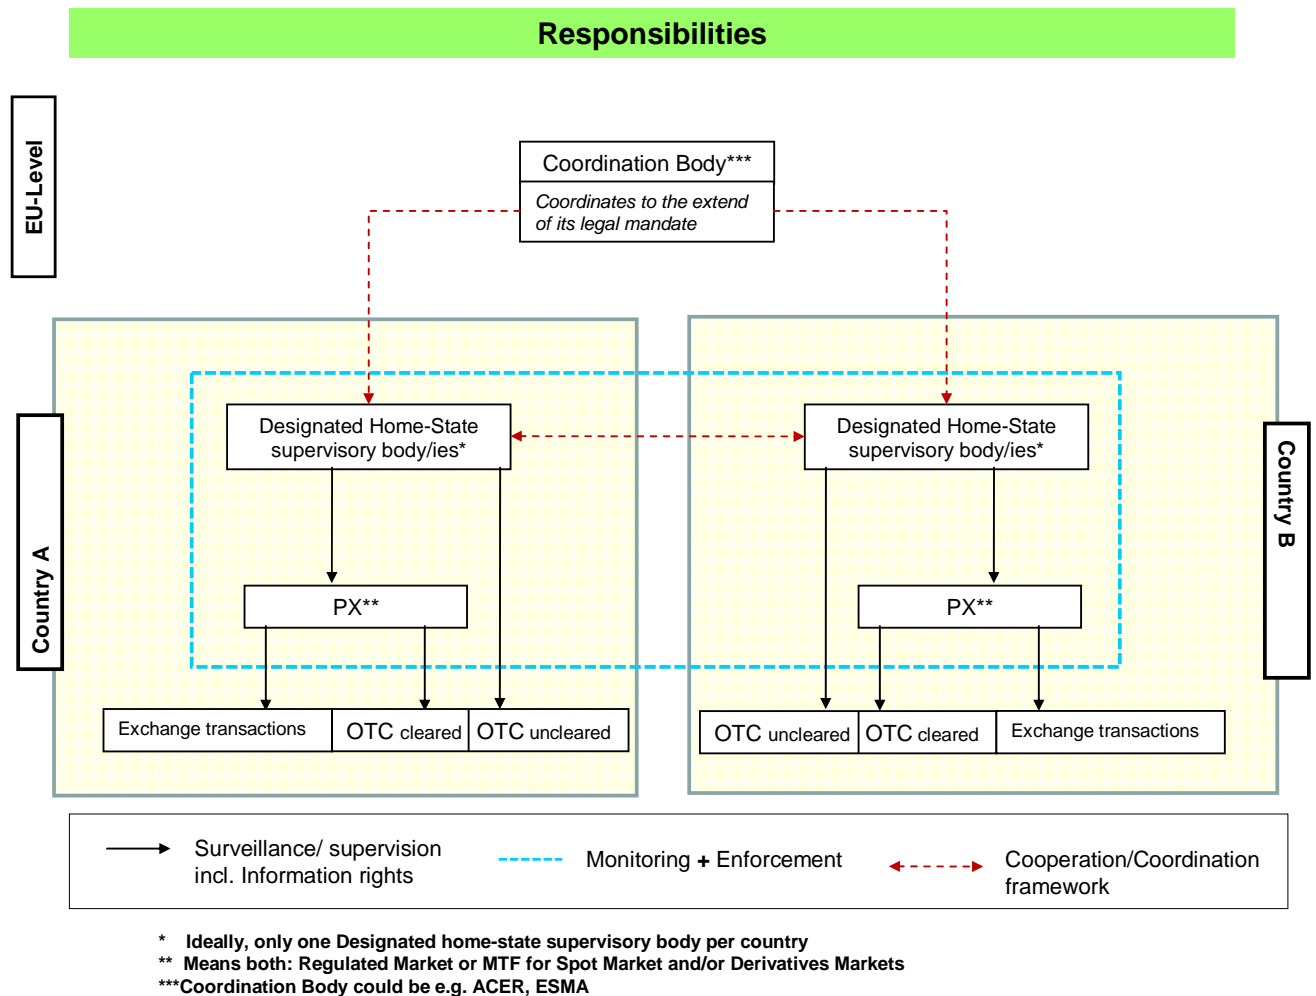 Responsibilities
EU-Level
Coordination Body***
Coordinates to the extend
of its legal mandate
Country A
Designated Home-State
supervisory body/ies*
Designated Home-State
supervisory body/ies*
Country B
PX**
PX**
Exchange transactions
OTC cleared
OTC uncleared
OTC uncleared
OTC cleared
Exchange transactions
Surveillance/ supervision
incl. Information rights
Monitoring + Enforcement
Cooperation/Coordination
framework
* Ideally, only one Designated home-state supervisory body per country
** Means both: Regulated Market or MTF for Spot Market and/or Derivatives Markets
***Coordination Body could be e.g. ACER, ESMA